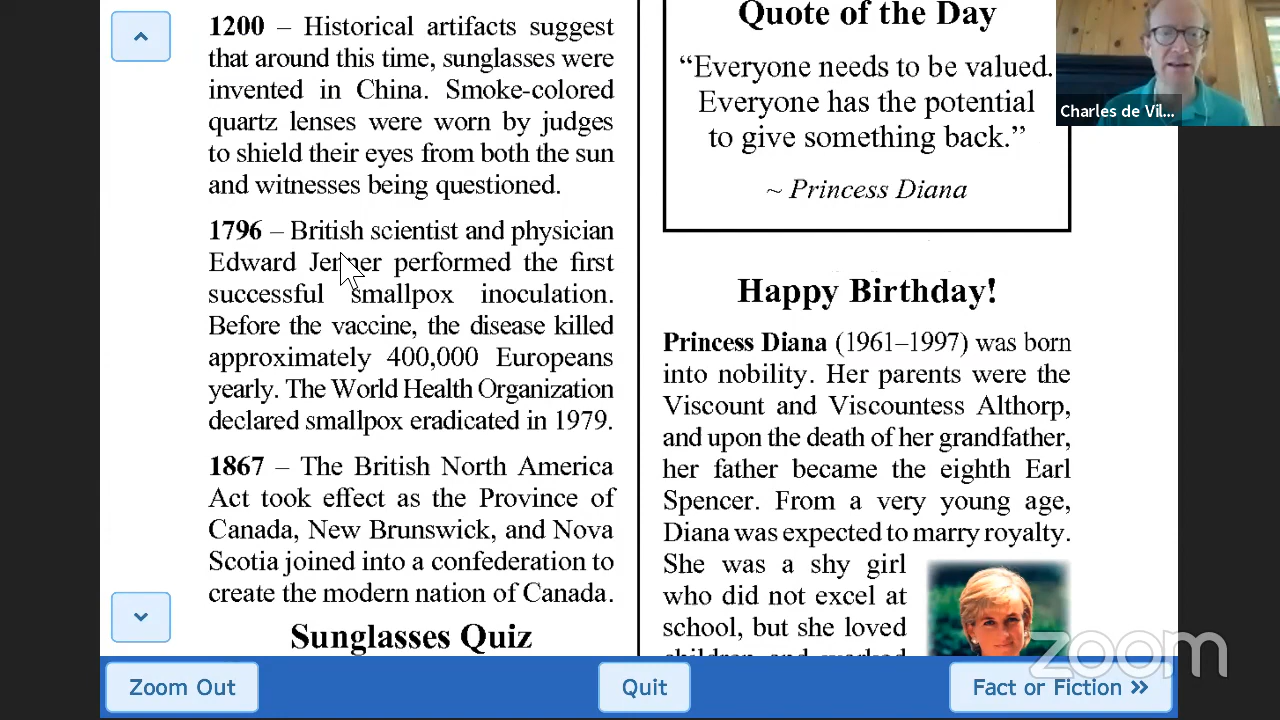 1200 – Historical artifacts suggest
that around this time, sunglasses were
invented in China. Smoke-colored
quartz lenses were worn by judges
to shield their eyes from both the sun
and witnesses being questioned.
1796 – British scientist and physician
Edward Jenner performed the first
successful smallpox inoculation.
Before the vaccine, the disease killed
approximately 400,000 Europeans
yearly. The World Health Organization
declared smallpox eradicated in 1979.
1867 – The British North America
Act took effect as the Province of
Canada, New Brunswick, and Nova
Scotia joined into a confederation to
create the modern nation of Canada.
Sunglasses Quiz
Quote of the Day
“Everyone needs to be valued.
Everyone has the potential
to give something back.”
~ Princess Diana
Happy Birthday!
Princess Diana (1961–1997) was born
into nobility. Her parents were the
Viscount and Viscountess Althorp,
and upon the death of her grandfather,
her father became the eighth Earl
Spencer. From a very young age,
Diana was expected to marry royalty.
She was a shy girl
who did not excel at
school, but she loved
children and worked
Charles de Vil...
zoom
Zoom Out
Quit
Fact or Fiction »